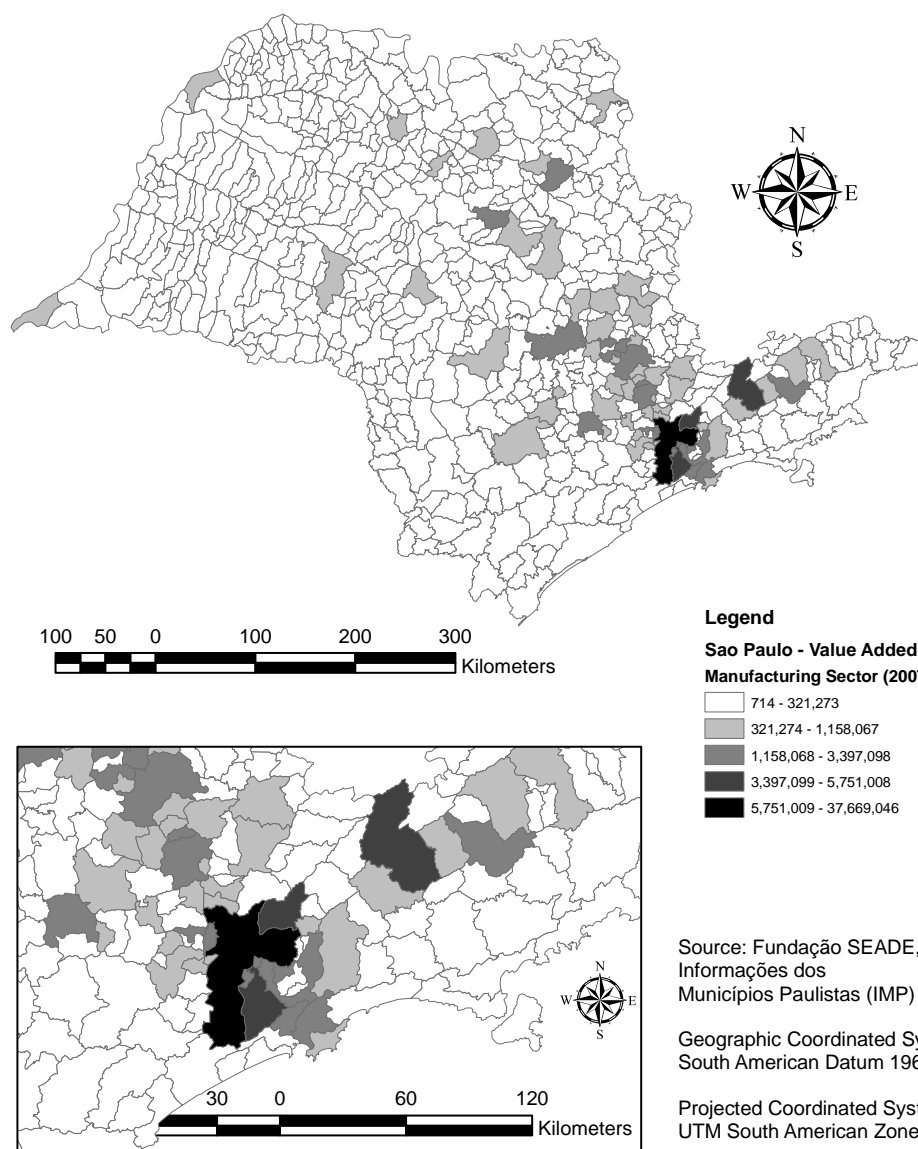 N
W E
S
100 50 0 100 200 300
Kilometers
Legend
Sao Paulo - Value Added
Manufacturing Sector (2007
714 - 321,273
321,274 - 1,158,067
1,158,068 - 3,397,098
3,397,099 - 5,751,008
5,751,009 - 37,669,046
N
W E
S
30 0 60 120
Kilometers
Source: Fundação SEADE,
Informações dos
Municípios Paulistas (IMP)
Geographic Coordinated Sy
South American Datum 196
Projected Coordinated Syst
UTM South American Zone